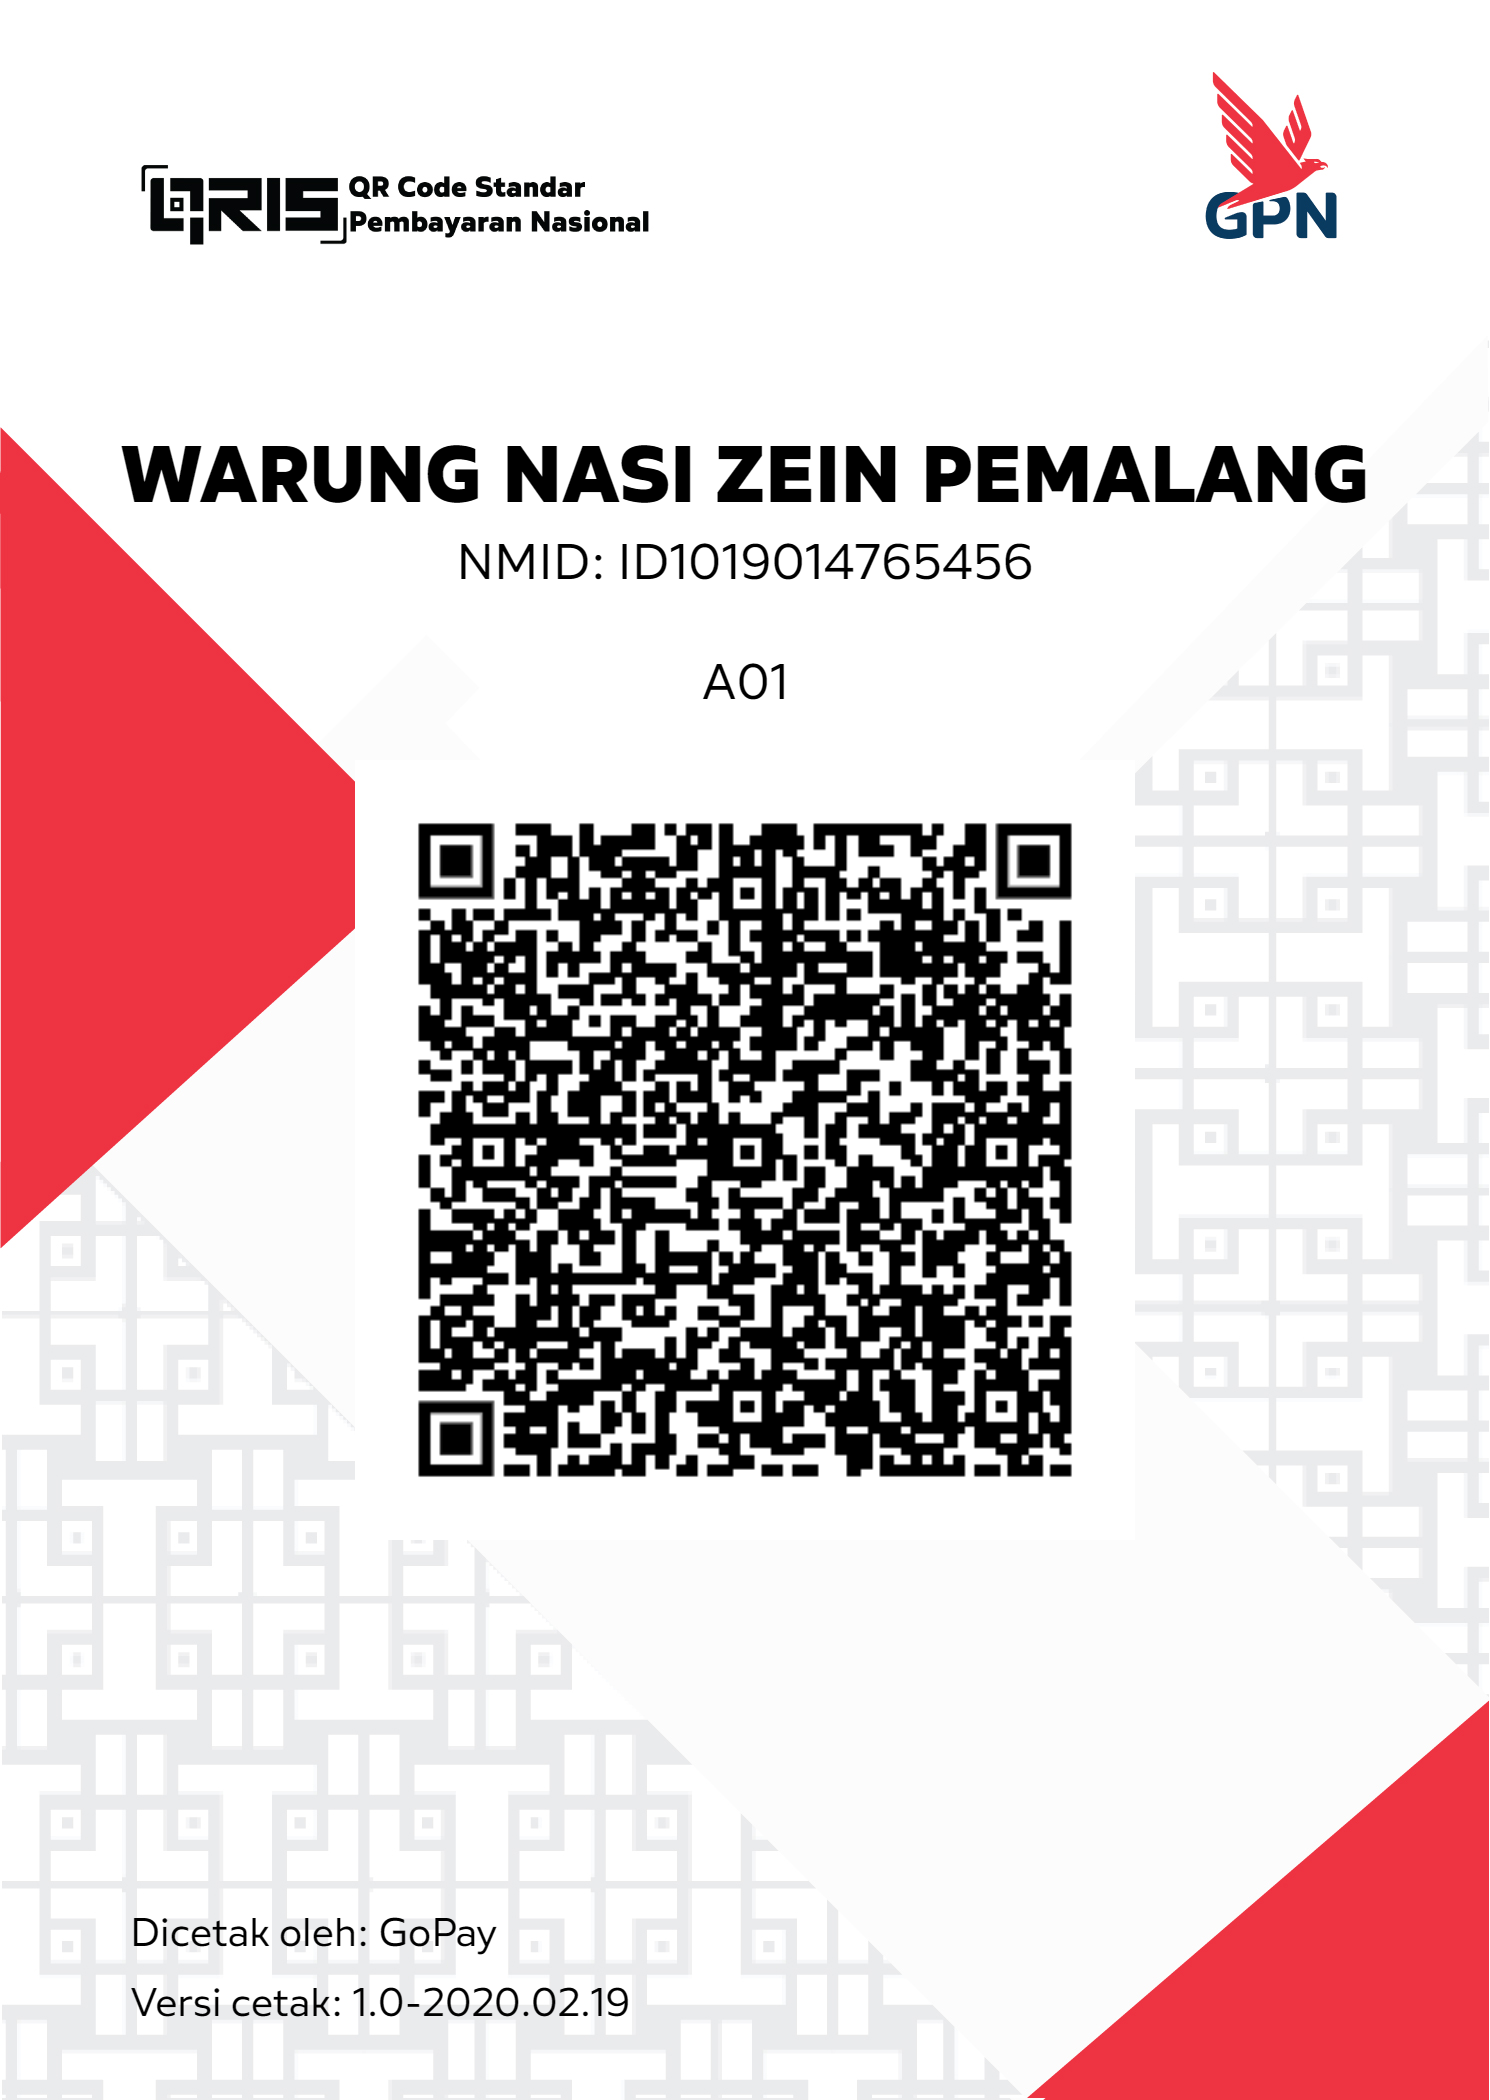 QRIS QR Code Standar
Pembayaran Nasional
GPN
WARUNG NASI ZEIN PEMALANG
NMID: ID1019014765456
A01
Dicetak oleh: GoPay
Versi cetak: 1.0-2020.02.19